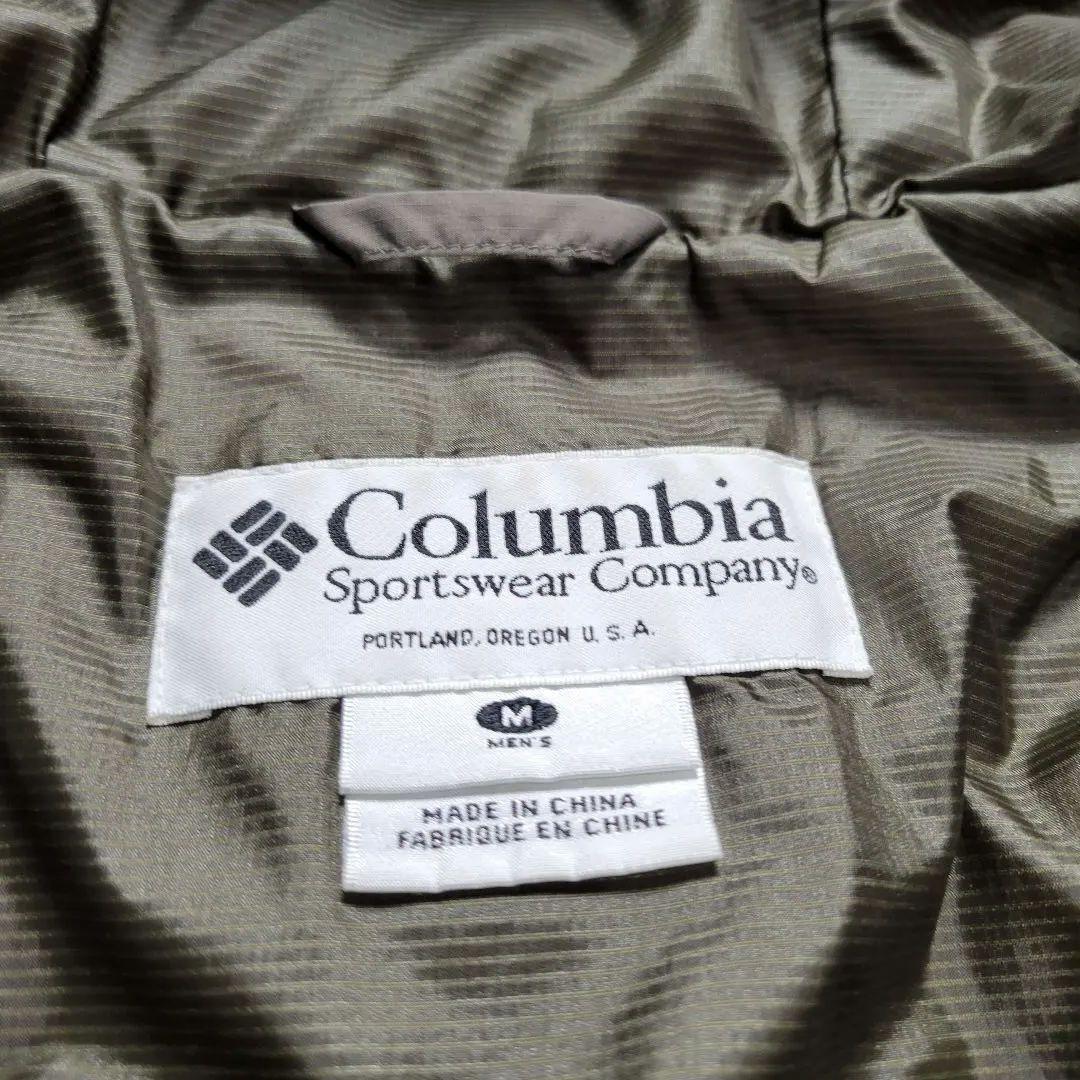 Columbia
Sportswear Company®
PORTLAND, OREGON U.S.A.
M
MEN'S
MADE IN CHINA
FABRIQUE EN CHINE